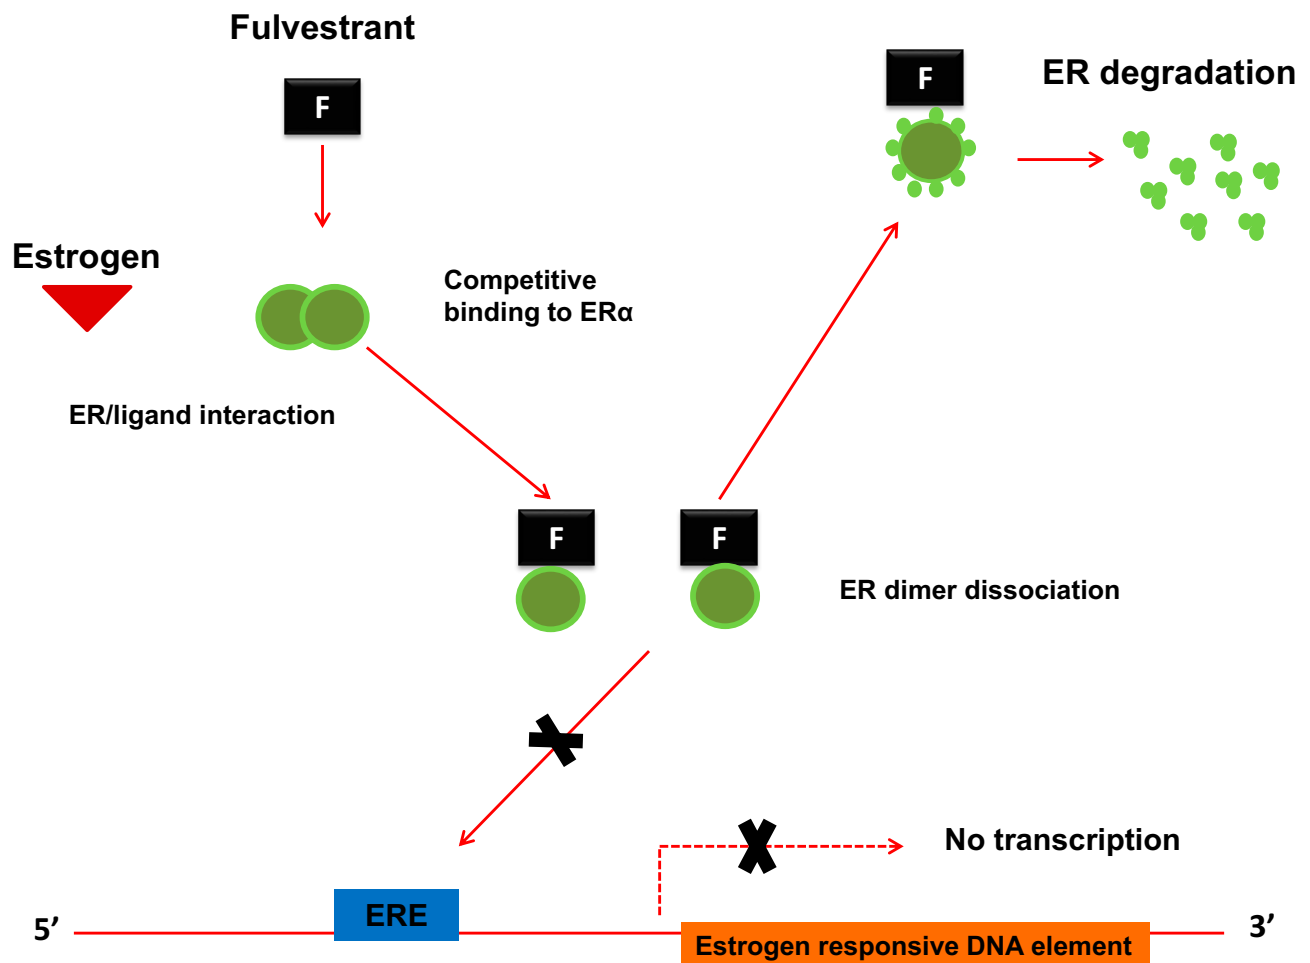 Fulvestrant
F
F
ER degradation
Estrogen
Competitive
binding to ERα
ER/ligand interaction
F
F
ER dimer dissociation
No transcription
5’
ERE
Estrogen responsive DNA element
3’